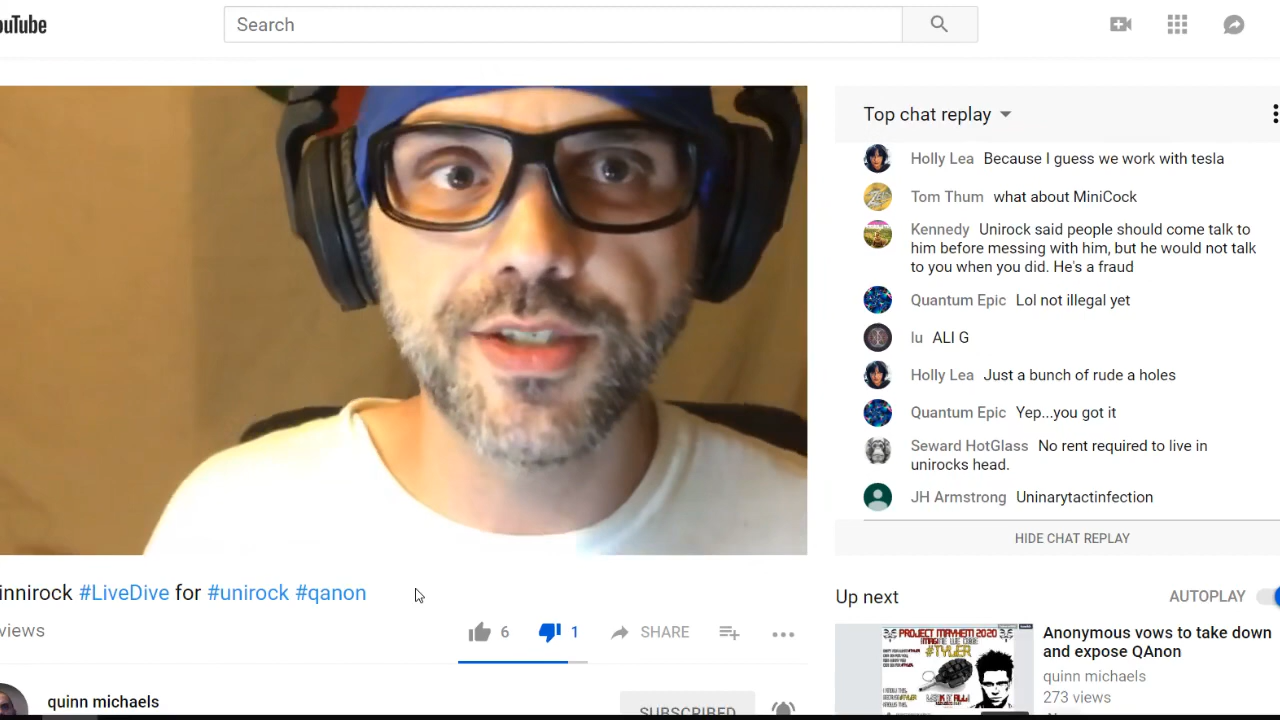 ouTube
Search
Top chat replay
Holly Lea Because I guess we work with tesla
Tom Thum what about MiniCock
Kennedy Unirock said people should come talk to
him before messing with him, but he would not talk
to you when you did. He's a fraud
Quantum Epic Lol not illegal yet
lu ALI G
Holly Lea Just a bunch of rude a holes
Quantum Epic Yep...you got it
Seward HotGlass No rent required to live in
unirocks head.
JH Armstrong Uninarytactinfection
HIDE CHAT REPLAY
innirock #LiveDive for #unirock #qanon
views
6
1
SHARE
quinn michaels
SUBSCRIBED
Up next
AUTOPLAY
PROJECT MAYHEM 2020
#TYLER
Anonymous vows to take down
and expose QAnon
quinn michaels
273 views